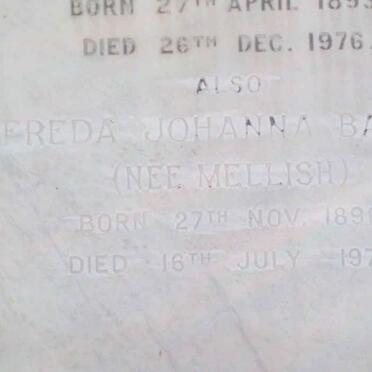 BORN 27TH APRIL
DIED 26TH DEC. 1976.
ALSO
FREDA JOHANNA
(NEE MELLISH)
BORN 27TH NOV.
DIED 16TH JULY